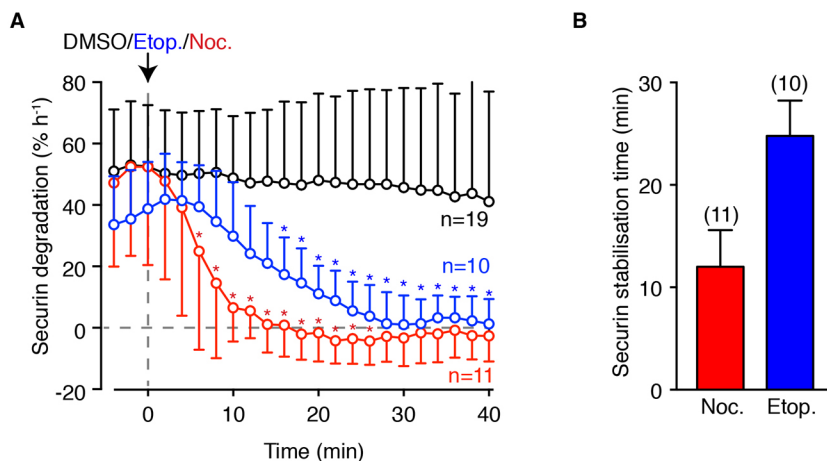 A
DMSO/Etop./Noc.
Securin degradation (% h-1)
80
60
40
20
0
-20
n=19
n=10
n=11
* * * * * * * * * * *
* * * * * * * * * * * * *
0 10 20 30 40
Time (min)
B
Securin stabilisation time (min)
30
20
10
0
(11)
(10)
Noc. Etop.